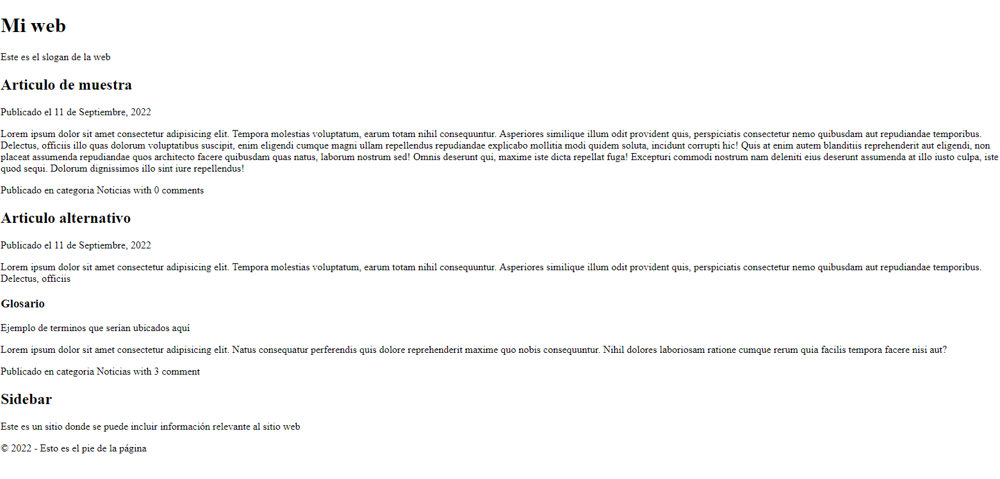 Mi web
Este es el slogan de la web
Articulo de muestra
Publicado el 11 de Septiembre, 2022
Lorem ipsum dolor sit amet consectetur adipisicing elit. Tempora molestias voluptatum, earum totam nihil consequuntur. Asperiores similique illum odit provident quis, perspiciatis consectetur nemo quibusdam aut repudiandae temporibus.
Delectus, officiis illo quas dolorum voluptatibus suscipit, enim eligendi cumque magni ullam repellendus repudiandae explicabo mollitia modi quidem soluta, incidunt corrupti hic! Quis at enim autem blanditiis reprehenderit aut eligendi, non
placeat assumenda repudiandae quos architecto facere quibusdam quas natus, laborum nostrum sed! Omnis deserunt qui, maxime iste dicta repellat fuga! Excepturi commodi nostrum nam deleniti eius deserunt assumenda at illo iusto culpa, iste
quod sequi. Dolorum dignissimos illo sint iure repellendus!
Publicado en categoria Noticias with 0 comments
Articulo alternativo
Publicado el 11 de Septiembre, 2022
Lorem ipsum dolor sit amet consectetur adipisicing elit. Tempora molestias voluptatum, earum totam nihil consequuntur. Asperiores similique illum odit provident quis, perspiciatis consectetur nemo quibusdam aut repudiandae temporibus.
Delectus, officiis
Glosario
Ejemplo de terminos que serían ubicados aquí
Lorem ipsum dolor sit amet consectetur adipisicing elit. Natus consequatur perferendis quis dolore reprehenderit maxime quo nobis consequuntur. Nihil dolores laboriosam ratione cumque rerum quia facilis tempora facere nisi aut?
Publicado en categoria Noticias with 3 comment
Sidebar
Este es un sitio donde se puede incluir información relevante al sitio web
© 2022 - Esto es el pie de la página